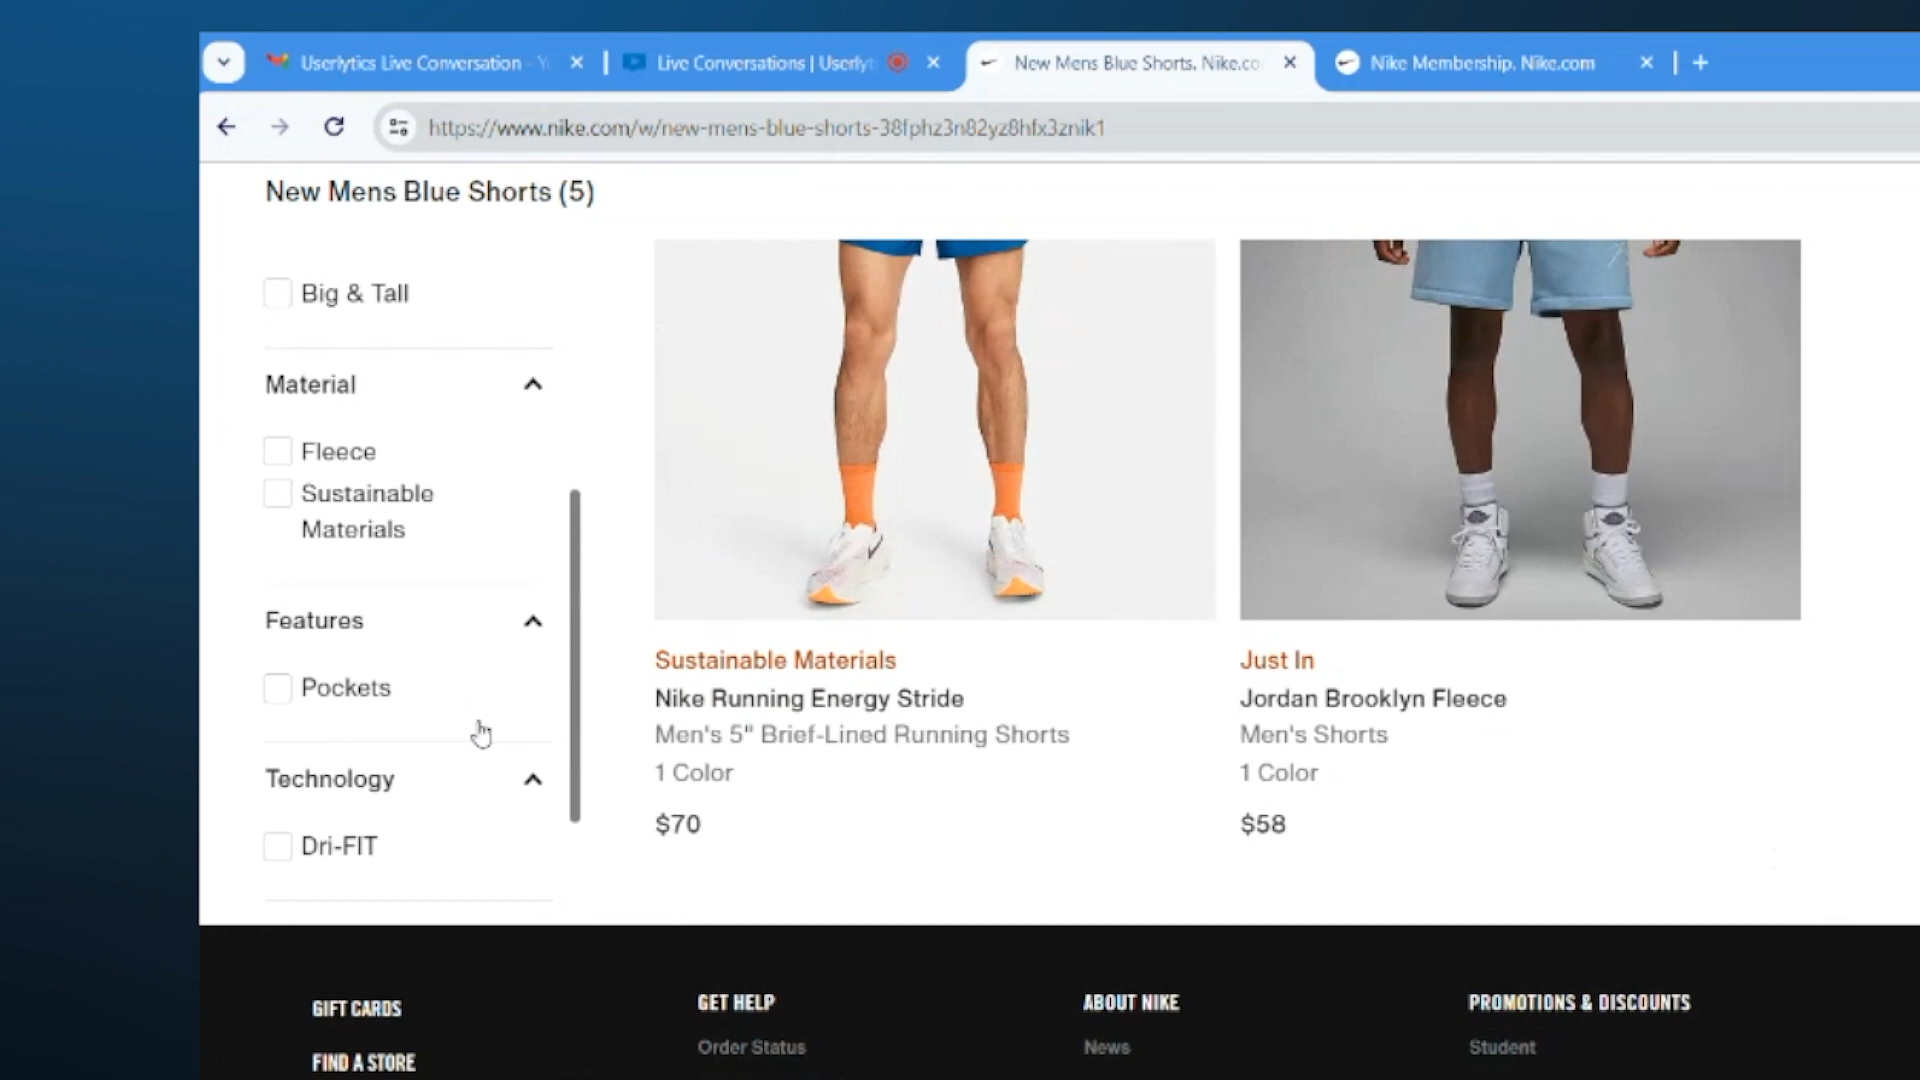 Userlytics Live Conversation
Live Conversations | Userlyt
New Mens Blue Shorts. Nike.co
Nike Membership. Nike.com
https://www.nike.com/w/new-mens-blue-shorts-38fphz3n82yz8hfx3znik1
New Mens Blue Shorts (5)
Big & Tall
Material
Fleece
Sustainable
Materials
Features
Pockets
Technology
Dri-FIT
Sustainable Materials
Nike Running Energy Stride
Men's 5" Brief-Lined Running Shorts
1 Color
$70
Just In
Jordan Brooklyn Fleece
Men's Shorts
1 Color
$58
GIFT CARDS
FIND A STORE
GET HELP
Order Status
ABOUT NIKE
News
PROMOTIONS & DISCOUNTS
Student